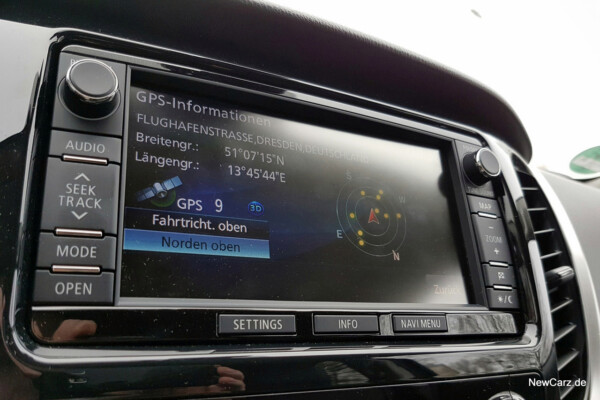 GPS-Informationen
FLUGHAFENSTRASSE,DRESDEN,DEUTSCH
Breitengr.: 51°07'15"N
Längengr.: 13°45'44"E
GPS 9 3D
Fahrtricht. oben
Norden oben
S
W
E
N
AUDIO
SEEK
TRACK
MODE
OPEN
MAP
−
ZOOM
+
SETTINGS
INFO
NAVI MENU
NewCarz.de